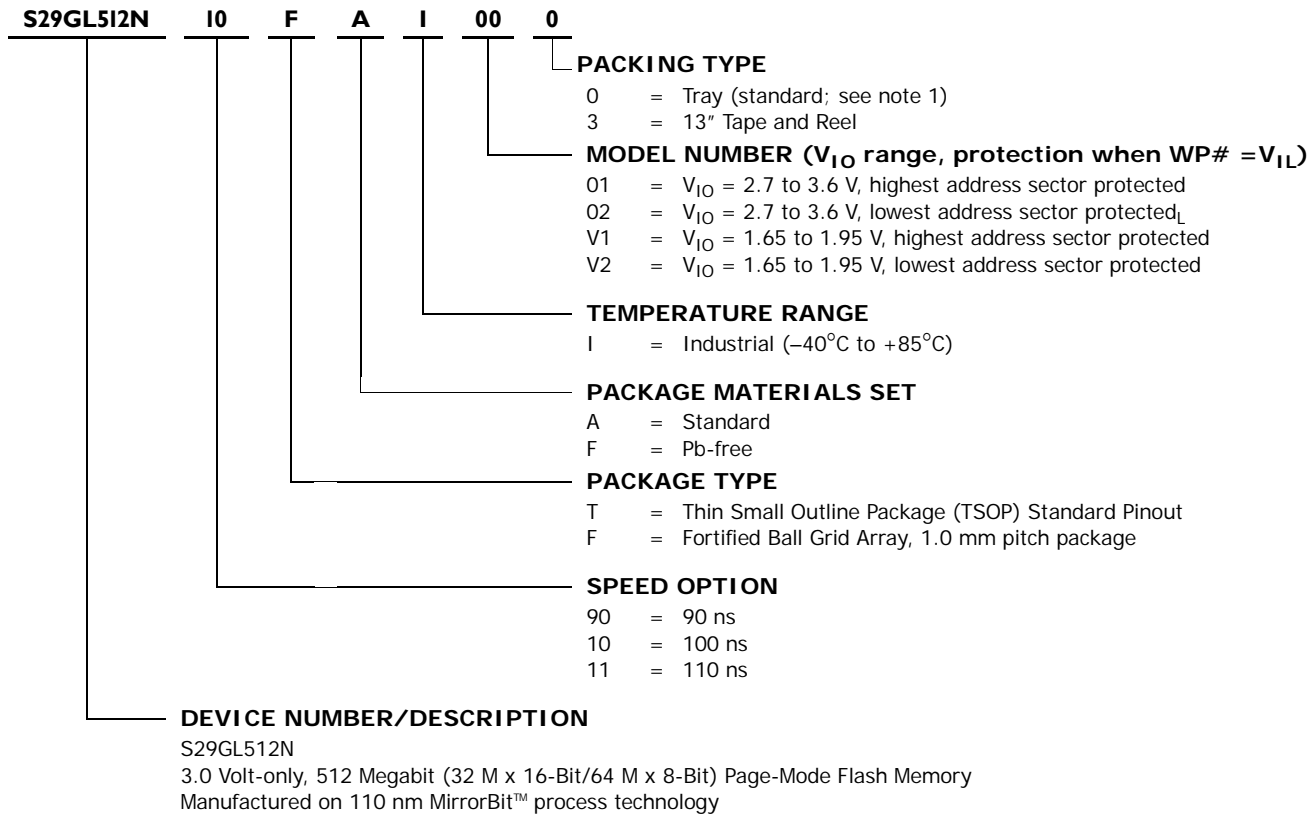 S29GL512N 10 F A I 00 0
PACKING TYPE
0 = Tray (standard; see note 1)
3 = 13″ Tape and Reel
MODEL NUMBER (VIO range, protection when WP# =VIL)
01 = VIO = 2.7 to 3.6 V, highest address sector protected
02 = VIO = 2.7 to 3.6 V, lowest address sector protectedL
V1 = VIO = 1.65 to 1.95 V, highest address sector protected
V2 = VIO = 1.65 to 1.95 V, lowest address sector protected
TEMPERATURE RANGE
I = Industrial (–40°C to +85°C)
PACKAGE MATERIALS SET
A = Standard
F = Pb-free
PACKAGE TYPE
T = Thin Small Outline Package (TSOP) Standard Pinout
F = Fortified Ball Grid Array, 1.0 mm pitch package
SPEED OPTION
90 = 90 ns
10 = 100 ns
11 = 110 ns
DEVICE NUMBER/DESCRIPTION
S29GL512N
3.0 Volt-only, 512 Megabit (32 M x 16-Bit/64 M x 8-Bit) Page-Mode Flash Memory
Manufactured on 110 nm MirrorBit™ process technology